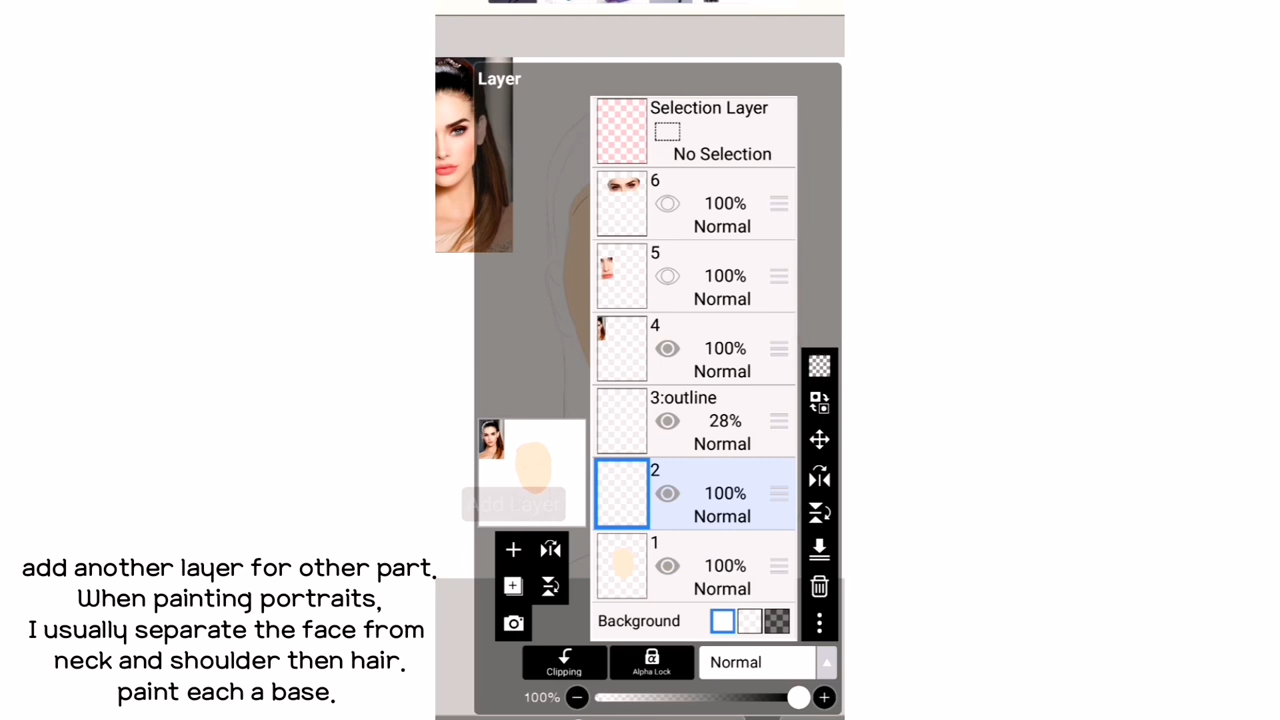 Layer
Selection Layer
No Selection
6
100%
Normal
5
100%
Normal
4
100%
Normal
3:outline
28%
Normal
2
100%
Normal
Add Layer
1
100%
Normal
Background
Clipping
Alpha Lock
Normal
100%
add another layer for other part.
When painting portraits,
I usually separate the face from
neck and shoulder then hair.
paint each a base.